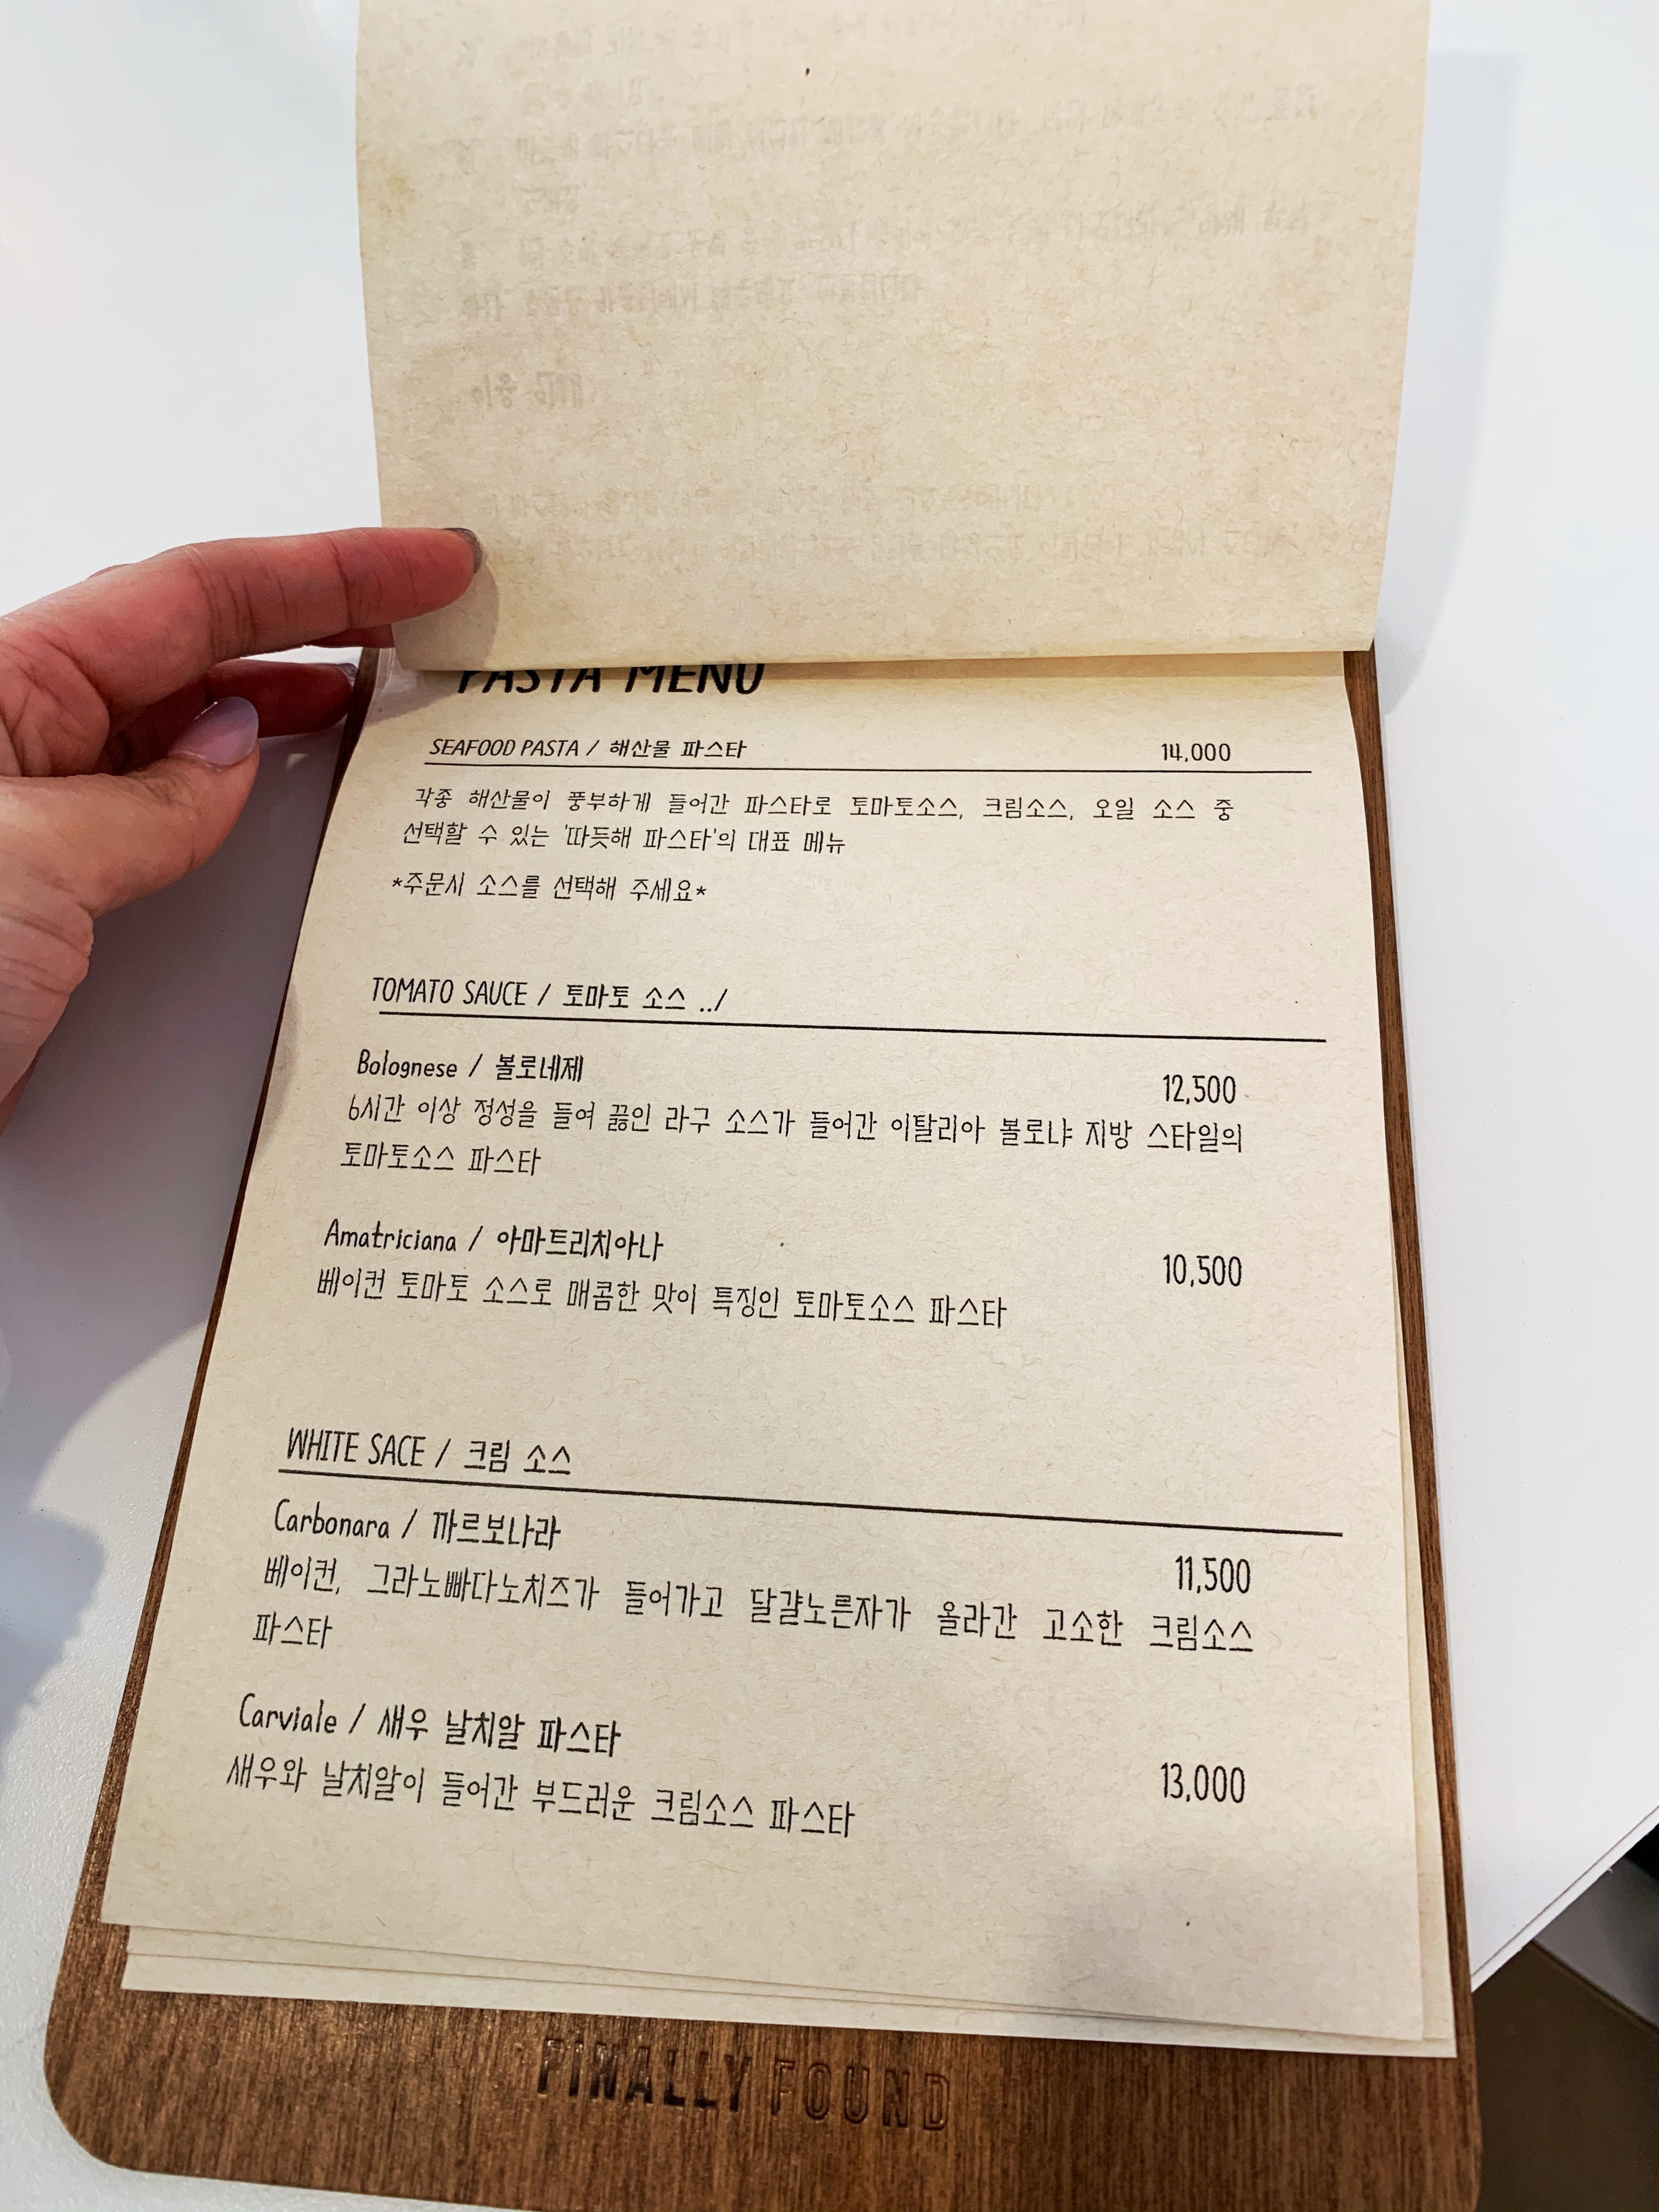 PASTA MENU
SEAFOOD PASTA / 해산물 파스타 14,000
각종 해산물이 풍부하게 들어간 파스타로 토마토소스, 크림소스, 오일 소스 중
선택할 수 있는 '따듯해 파스타'의 대표 메뉴
*주문시 소스를 선택해 주세요*
TOMATO SAUCE / 토마토 소스 ../
Bolognese / 볼로네제 12,500
6시간 이상 정성을 들여 끓인 라구 소스가 들어간 이탈리아 볼로냐 지방 스타일의
토마토소스 파스타
Amatriciana / 아마트리치아나 10,500
베이컨 토마토 소스로 매콤한 맛이 특징인 토마토소스 파스타
WHITE SACE / 크림 소스
Carbonara / 까르보나라 11,500
베이컨, 그라노빠다노치즈가 들어가고 달걀노른자가 올라간 고소한 크림소스
파스타
Carviale / 새우 날치알 파스타 13,000
새우와 날치알이 들어간 부드러운 크림소스 파스타
FINALLY FOUND